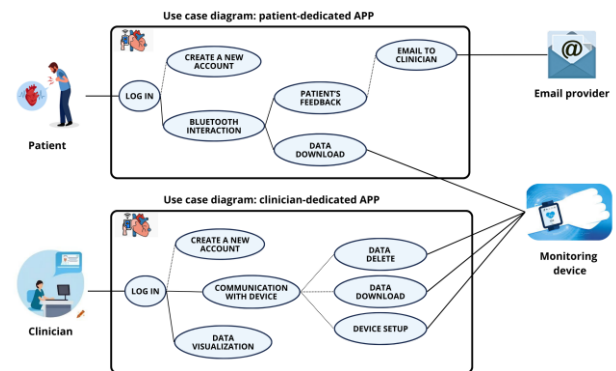 Use case diagram: patient-dedicated APP
CREATE A NEW
ACCOUNT
EMAIL TO
CLINICIAN
@
Email provider
LOG IN
PATIENT'S
FEEDBACK
BLUETOOTH
INTERACTION
Patient
DATA
DOWNLOAD
Use case diagram: clinician-dedicated APP
CREATE A NEW
ACCOUNT
DATA
DELETE
Monitoring
device
LOG IN
COMMUNICATION
WITH DEVICE
DATA
DOWNLOAD
Clinician
DEVICE SETUP
DATA
VISUALIZATION